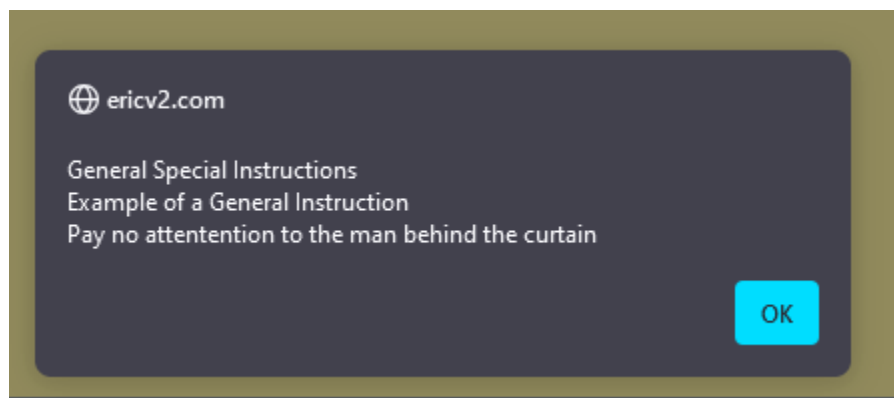 ericv2.com
General Special Instructions
Example of a General Instruction
Pay no attentention to the man behind the curtain
OK